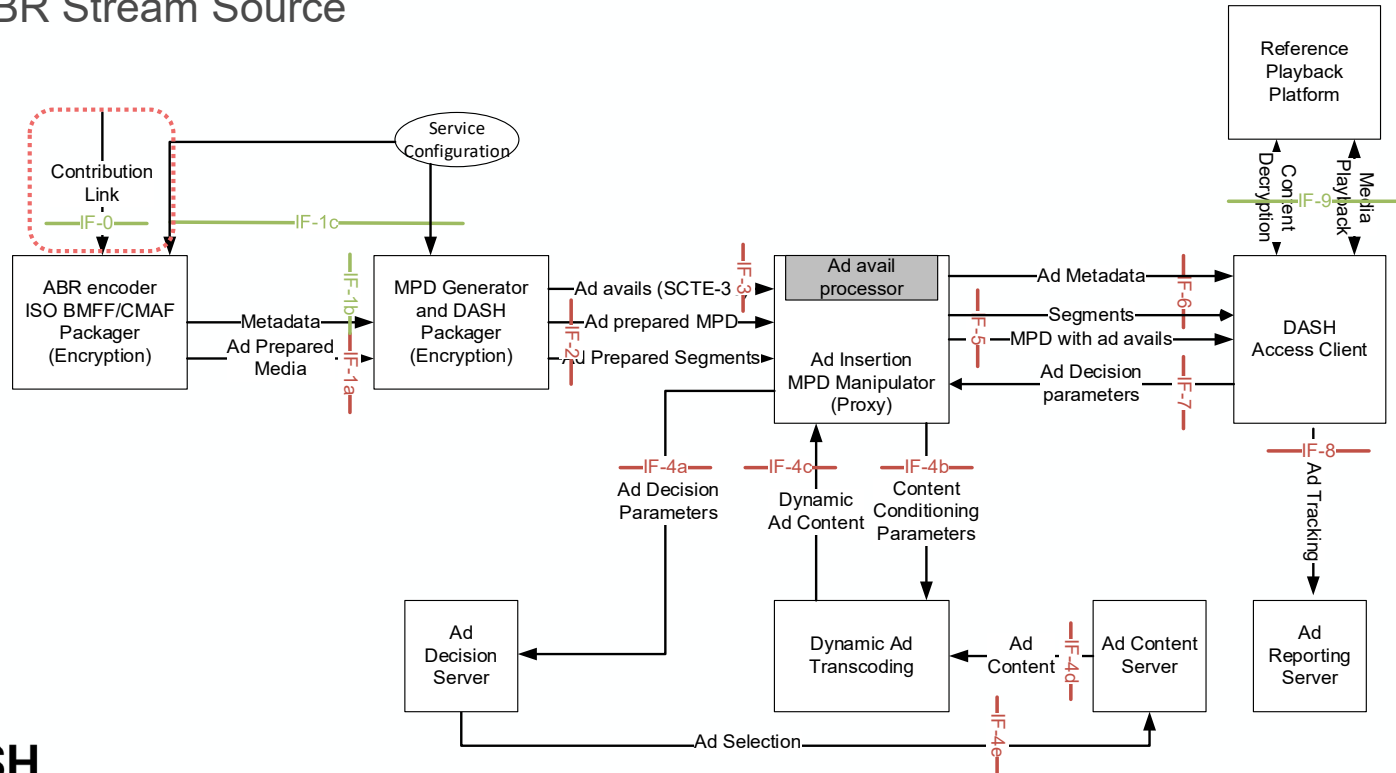 BR Stream Source
Reference
Playback
Platform
Service
Configuration
Contribution
Link
IF-0
IF-1c
Content
Decryption
Media
Playback
IF-9
ABR encoder
ISO BMFF/CMAF
Packager
(Encryption)
IF-1b
Metadata
Ad Prepared
Media
IF-1a
MPD Generator
and DASH
Packager
(Encryption)
Ad avails (SCTE-3
IF-3
Ad prepared MPD
IF-2
Ad Prepared Segments
Ad avail
processor
Ad Insertion
MPD Manipulator
(Proxy)
Ad Metadata
IF-6
Segments
IF-5
MPD with ad avails
Ad Decision
parameters
IF-7
DASH
Access Client
IF-4a
Ad Decision
Parameters
IF-4c
Dynamic
Ad Content
IF-4b
Content
Conditioning
Parameters
IF-8
Ad Tracking
Ad
Decision
Server
Dynamic Ad
Transcoding
Ad
Content
IF-4d
Ad Content
Server
Ad
Reporting
Server
Ad Selection
IF-4e
SH